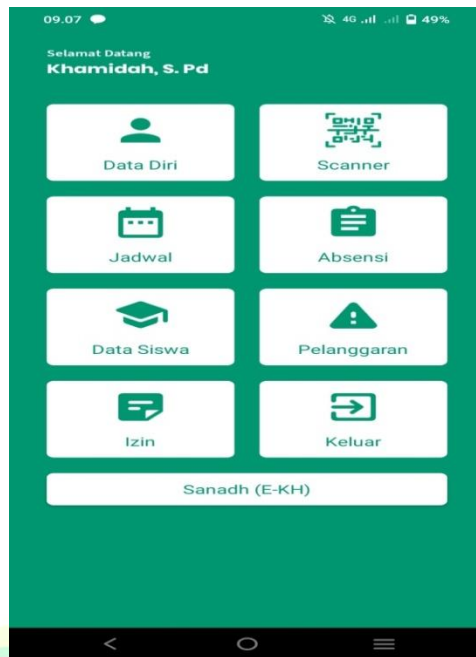 09.07 4G 49%
Selamat Datang
Khamidah, S. Pd
Data Diri Scanner
Jadwal Absensi
Data Siswa Pelanggaran
Izin Keluar
Sanadh (E-KH)